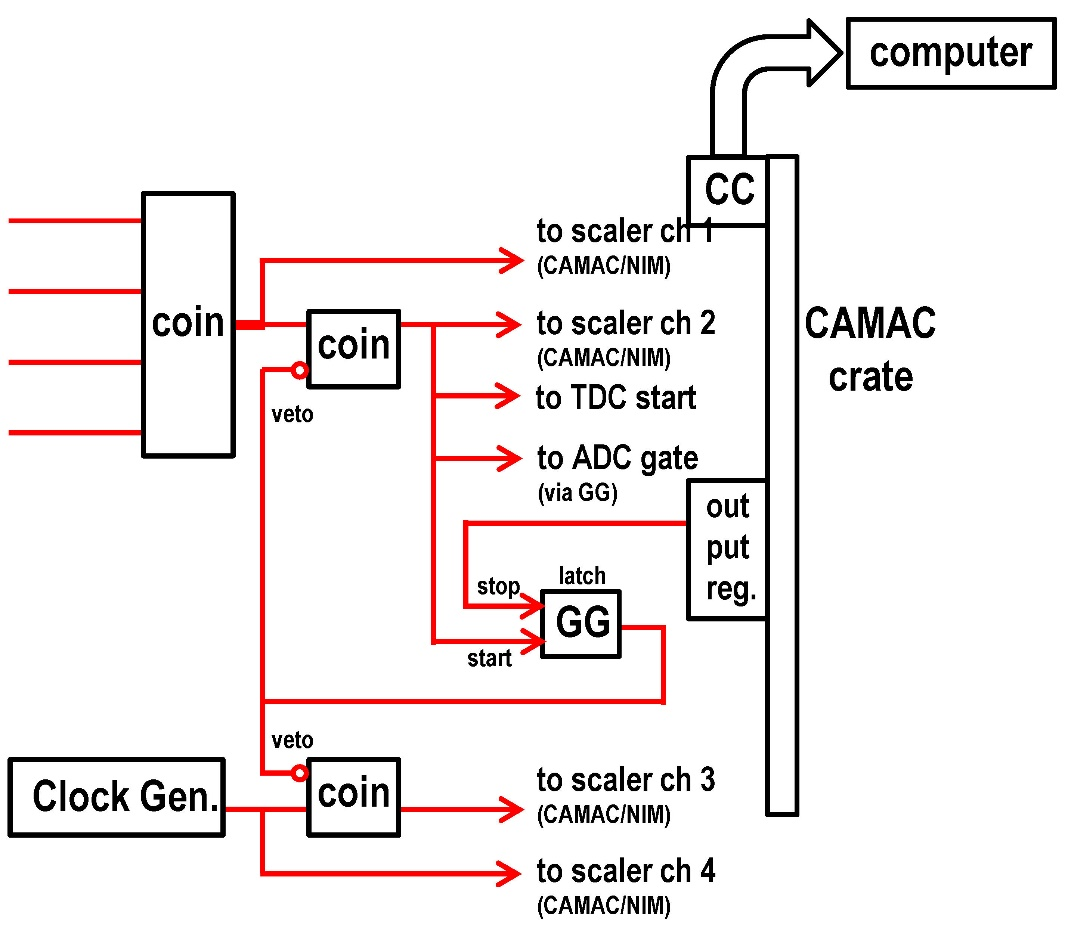 computer
CC
to scaler ch 1
(CAMAC/NIM)
coin
coin
to scaler ch 2
(CAMAC/NIM)
CAMAC
crate
veto
to TDC start
to ADC gate
(via GG)
out
put
reg.
latch
stop
GG
start
veto
Clock Gen.
coin
to scaler ch 3
(CAMAC/NIM)
to scaler ch 4
(CAMAC/NIM)